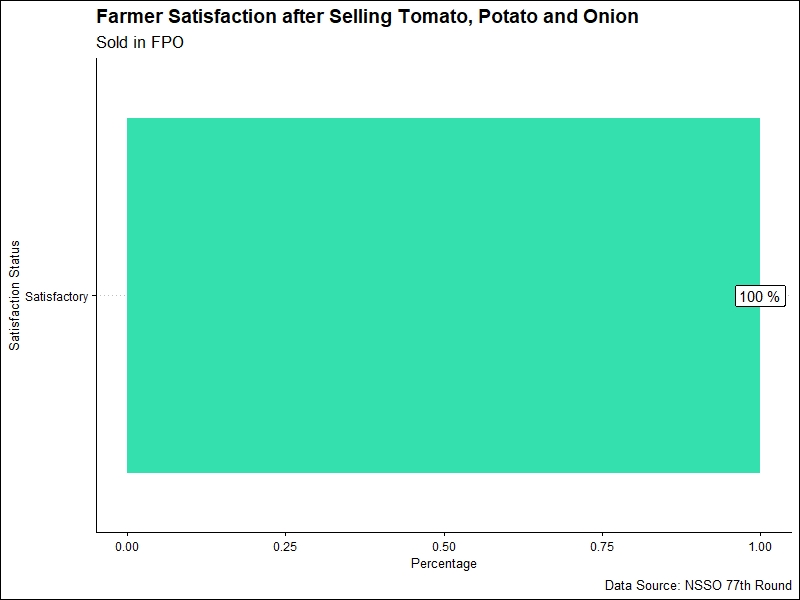 Farmer Satisfaction after Selling Tomato, Potato and Onion
Sold in FPO
Satisfaction Status
Satisfactory
100 %
0.00 0.25 0.50 0.75 1.00
Percentage
Data Source: NSSO 77th Round